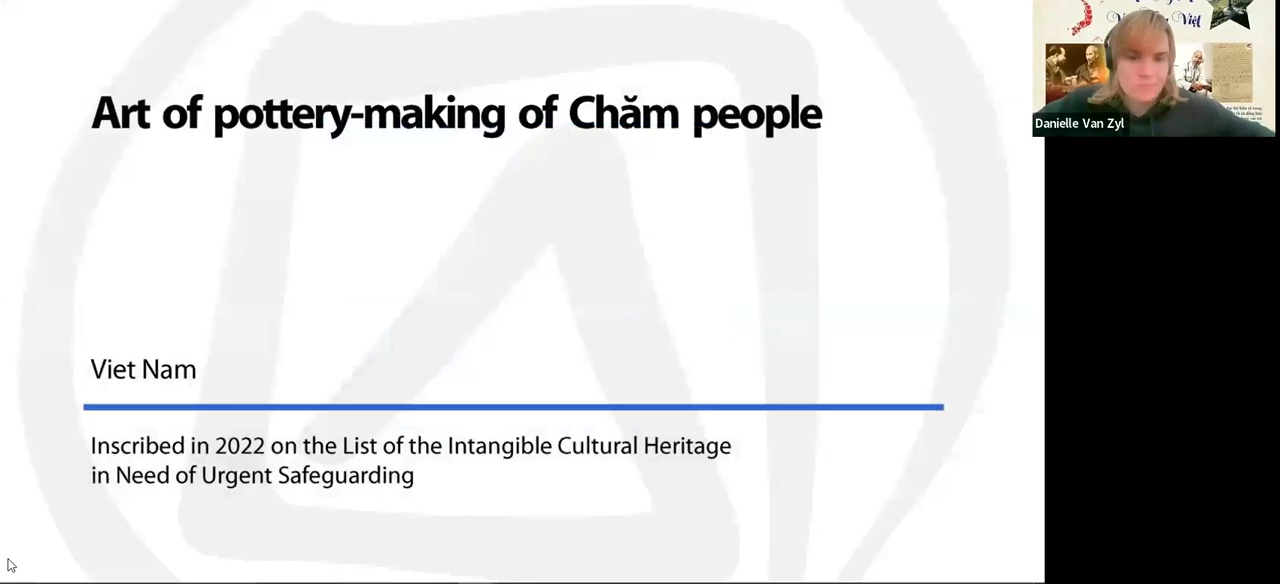 Art of pottery-making of Chăm people
Viet Nam
Inscribed in 2022 on the List of the Intangible Cultural Heritage
in Need of Urgent Safeguarding
Việt
Danielle Van Zyl